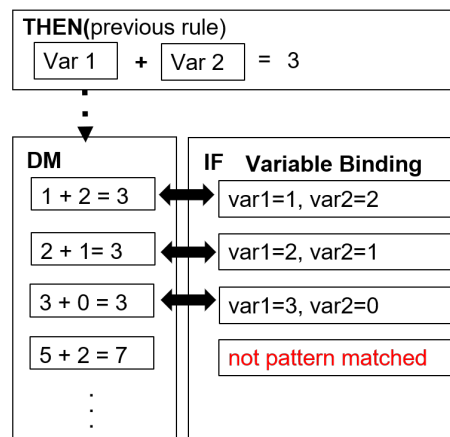 THEN(previous rule)
Var 1 + Var 2 = 3
DM
1 + 2 = 3
2 + 1= 3
3 + 0 = 3
5 + 2 = 7
IF Variable Binding
var1=1, var2=2
var1=2, var2=1
var1=3, var2=0
not pattern matched